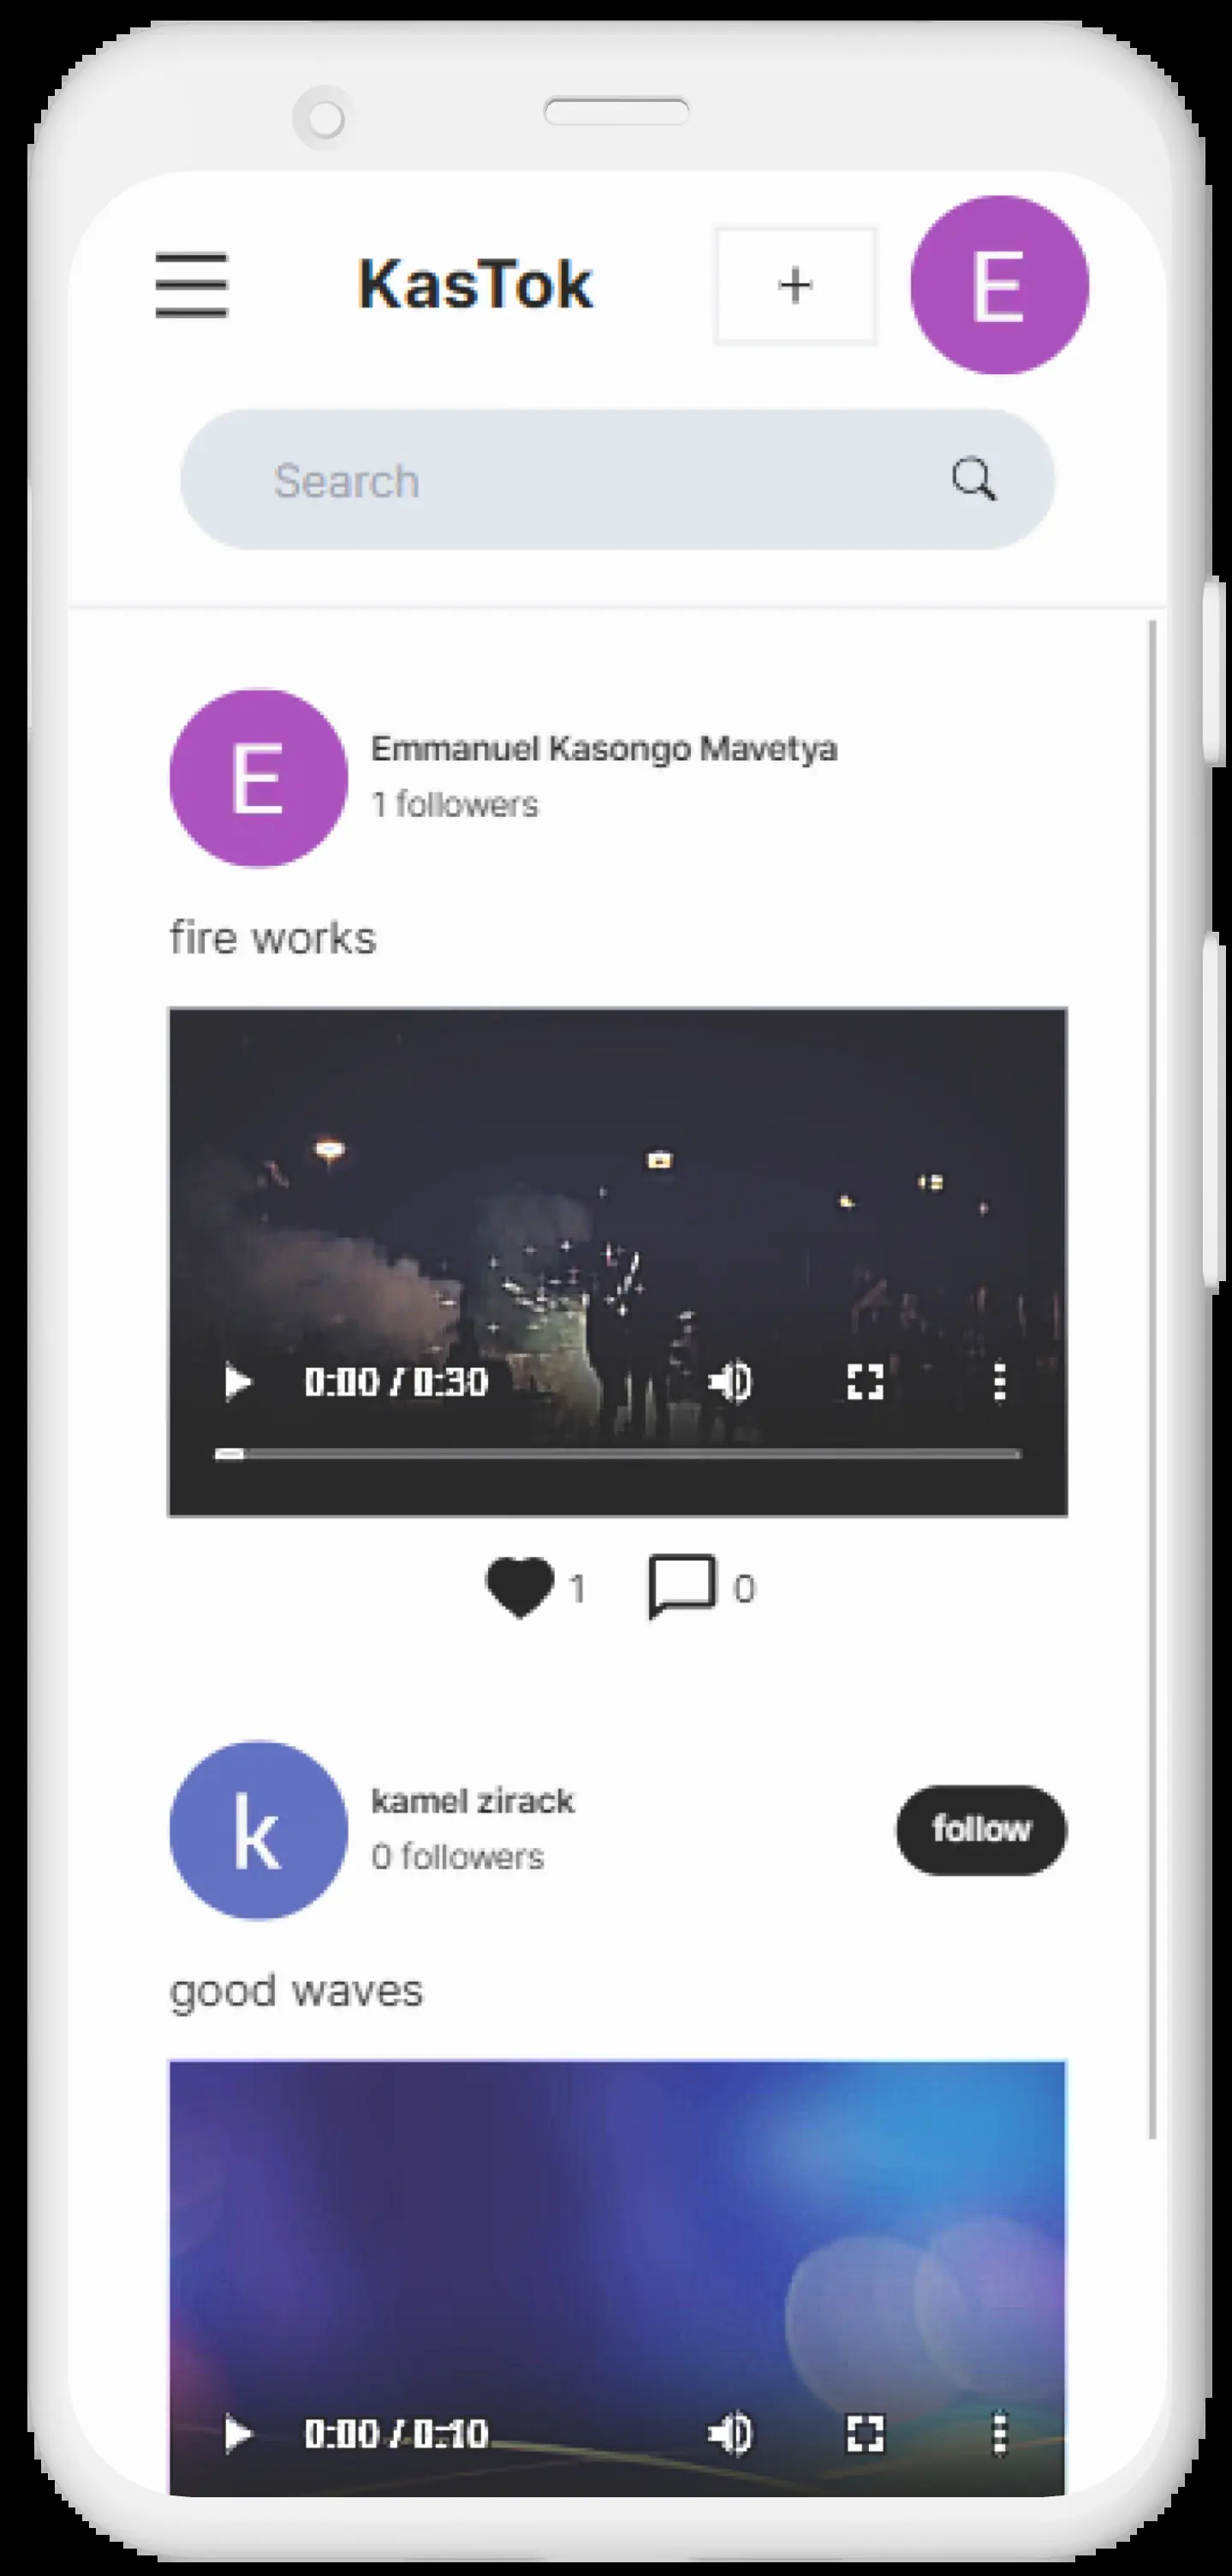 KasTok + E
Search
E Emmanuel Kasongo Mavetya
1 followers
fire works
0:00 / 0:30
1 0
k kamel zirack
0 followers
follow
good waves
0:00 / 0:10